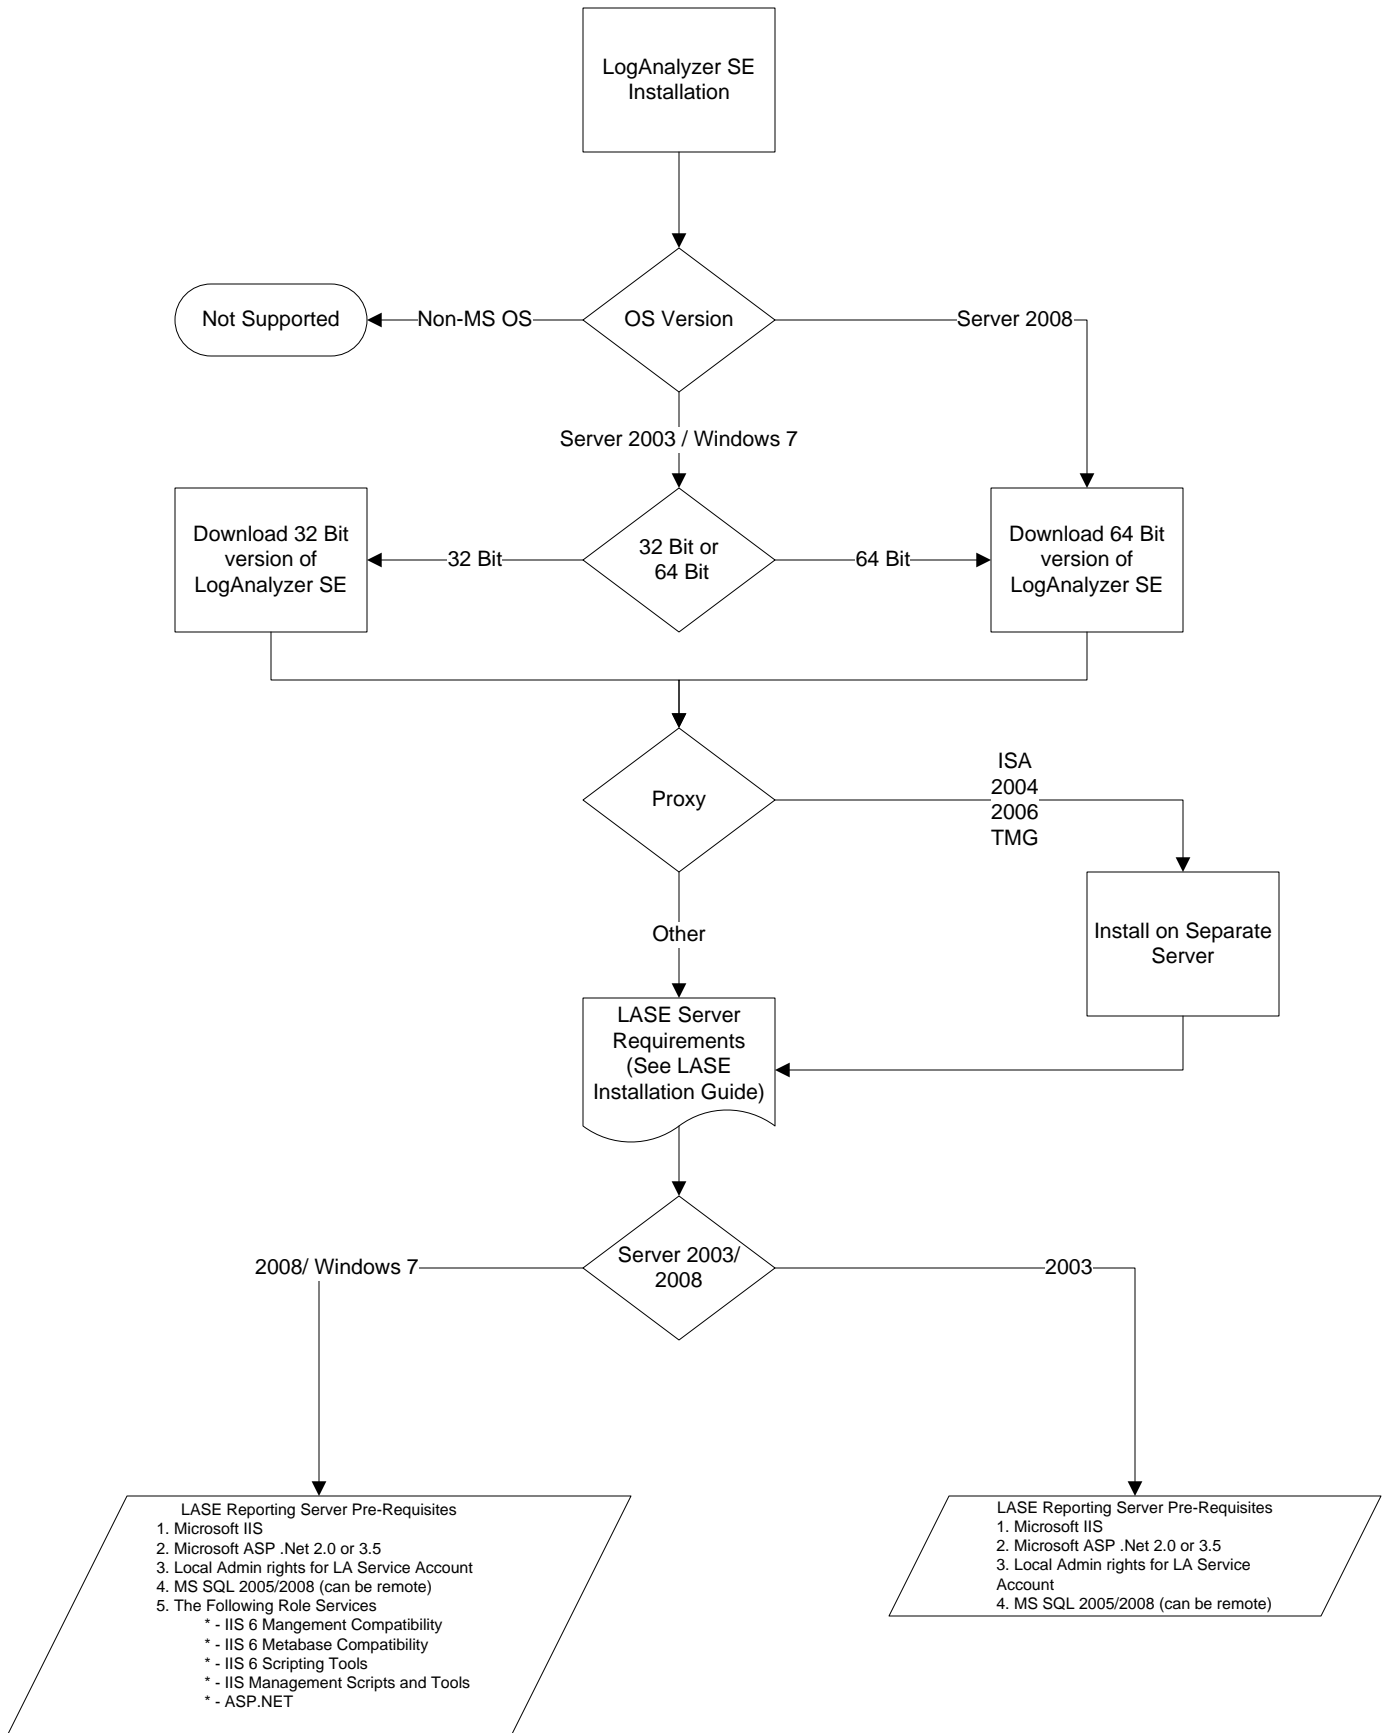 LogAnalyzer SE
Installation
Not Supported
Non-MS OS
OS Version
Server 2008
Server 2003 / Windows 7
Download 32 Bit
version of
LogAnalyzer SE
32 Bit
32 Bit or
64 Bit
64 Bit
Download 64 Bit
version of
LogAnalyzer SE
Proxy
ISA
2004
2006
TMG
Other
Install on Separate
Server
LASE Server
Requirements
(See LASE
Installation Guide)
2008/ Windows 7
Server 2003/
2008
2003
LASE Reporting Server Pre-Requisites
1. Microsoft IIS
2. Microsoft ASP .Net 2.0 or 3.5
3. Local Admin rights for LA Service Account
4. MS SQL 2005/2008 (can be remote)
5. The Following Role Services
* - IIS 6 Mangement Compatibility
* - IIS 6 Metabase Compatibility
* - IIS 6 Scripting Tools
* - IIS Management Scripts and Tools
* - ASP.NET
LASE Reporting Server Pre-Requisites
1. Microsoft IIS
2. Microsoft ASP .Net 2.0 or 3.5
3. Local Admin rights for LA Service
Account
4. MS SQL 2005/2008 (can be remote)